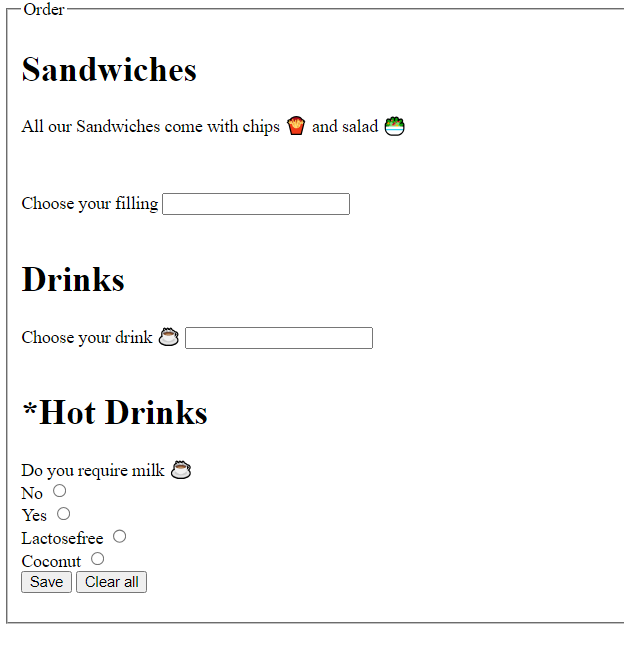 Order
Sandwiches
All our Sandwiches come with chips 🍟 and salad 🥗
Choose your filling
Drinks
Choose your drink ☕
*Hot Drinks
Do you require milk ☕
No
Yes
Lactosefree
Coconut
Save Clear all